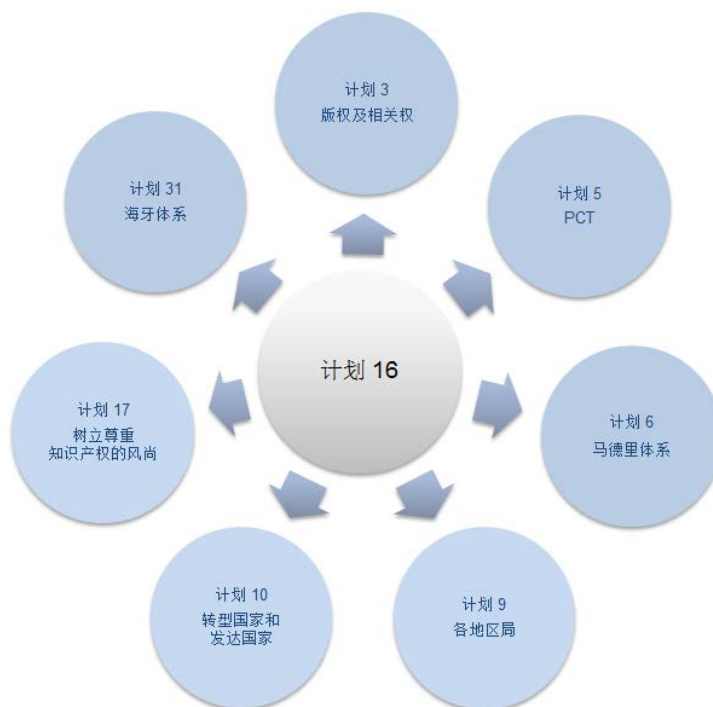 计划 3
版权及相关权
计划 31
海牙体系
计划 5
PCT
计划 16
计划 17
树立尊重
知识产权的风尚
计划 6
马德里体系
计划 10
转型国家和
发达国家
计划 9
各地区局